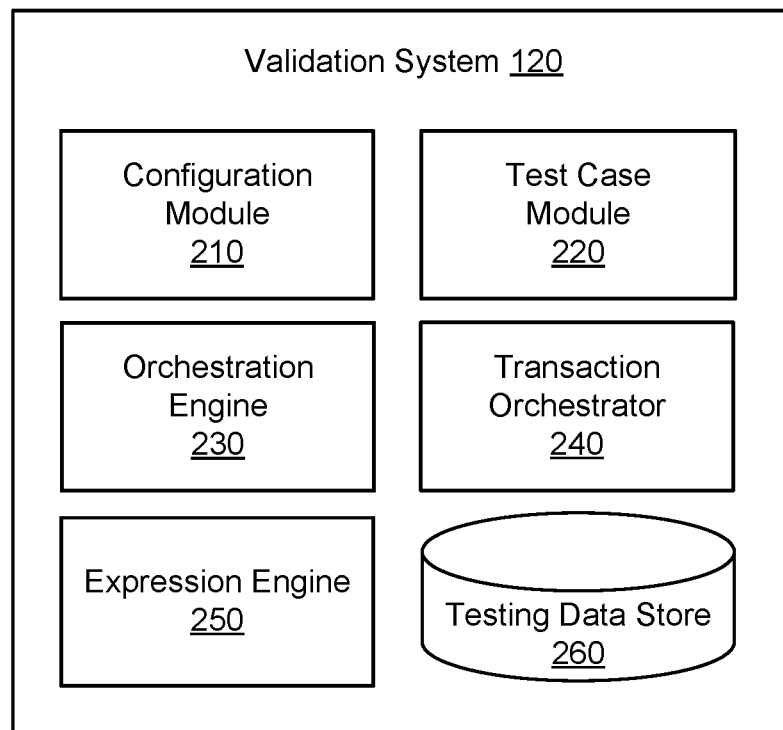 Validation System 120
Configuration
Module
210
Test Case
Module
220
Orchestration
Engine
230
Transaction
Orchestrator
240
Expression Engine
250
Testing Data Store
260